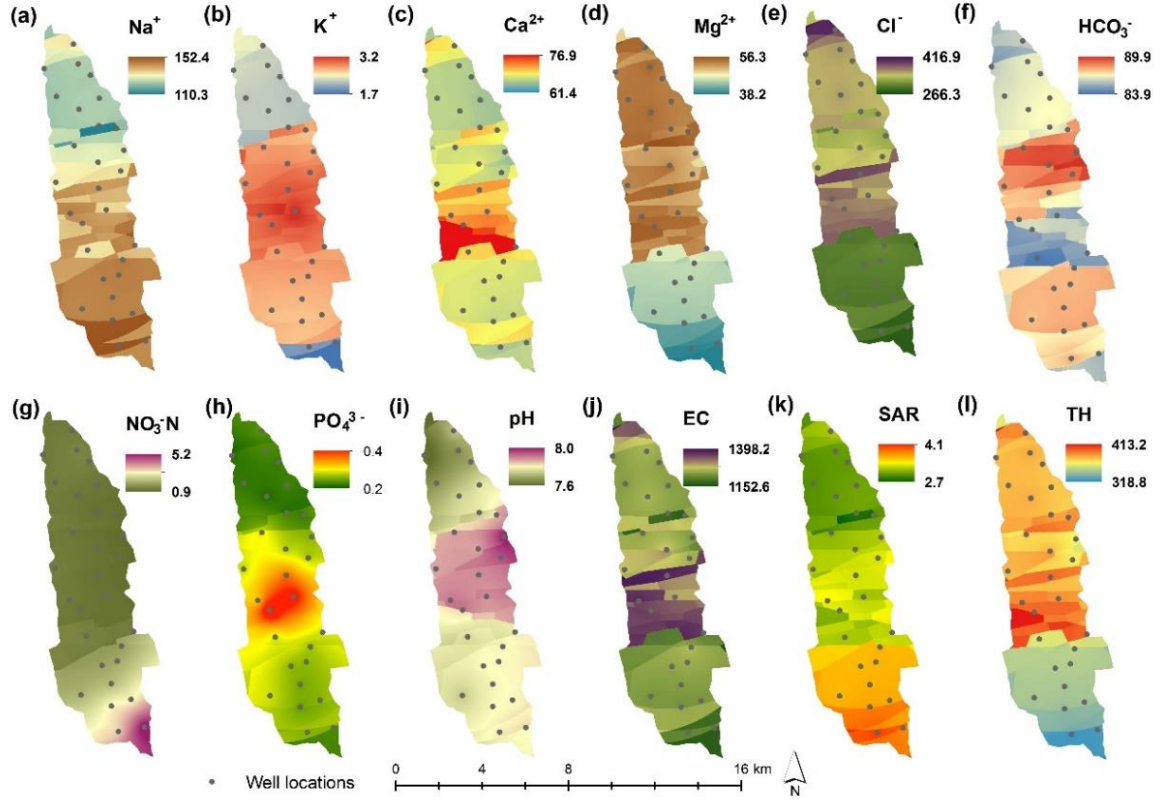 (a) Na⁺
152.4
110.3
(b) K⁺
3.2
1.7
(c) Ca²⁺
76.9
61.4
(d) Mg²⁺
56.3
38.2
(e) Cl⁻
416.9
266.3
(f) HCO₃⁻
89.9
83.9
(g) NO₃⁻N
5.2
0.9
(h) PO₄³⁻
0.4
0.2
(i) pH
8.0
7.6
(j) EC
1398.2
1152.6
(k) SAR
4.1
2.7
(l) TH
413.2
318.8
Well locations
0 4 8 16 km
N